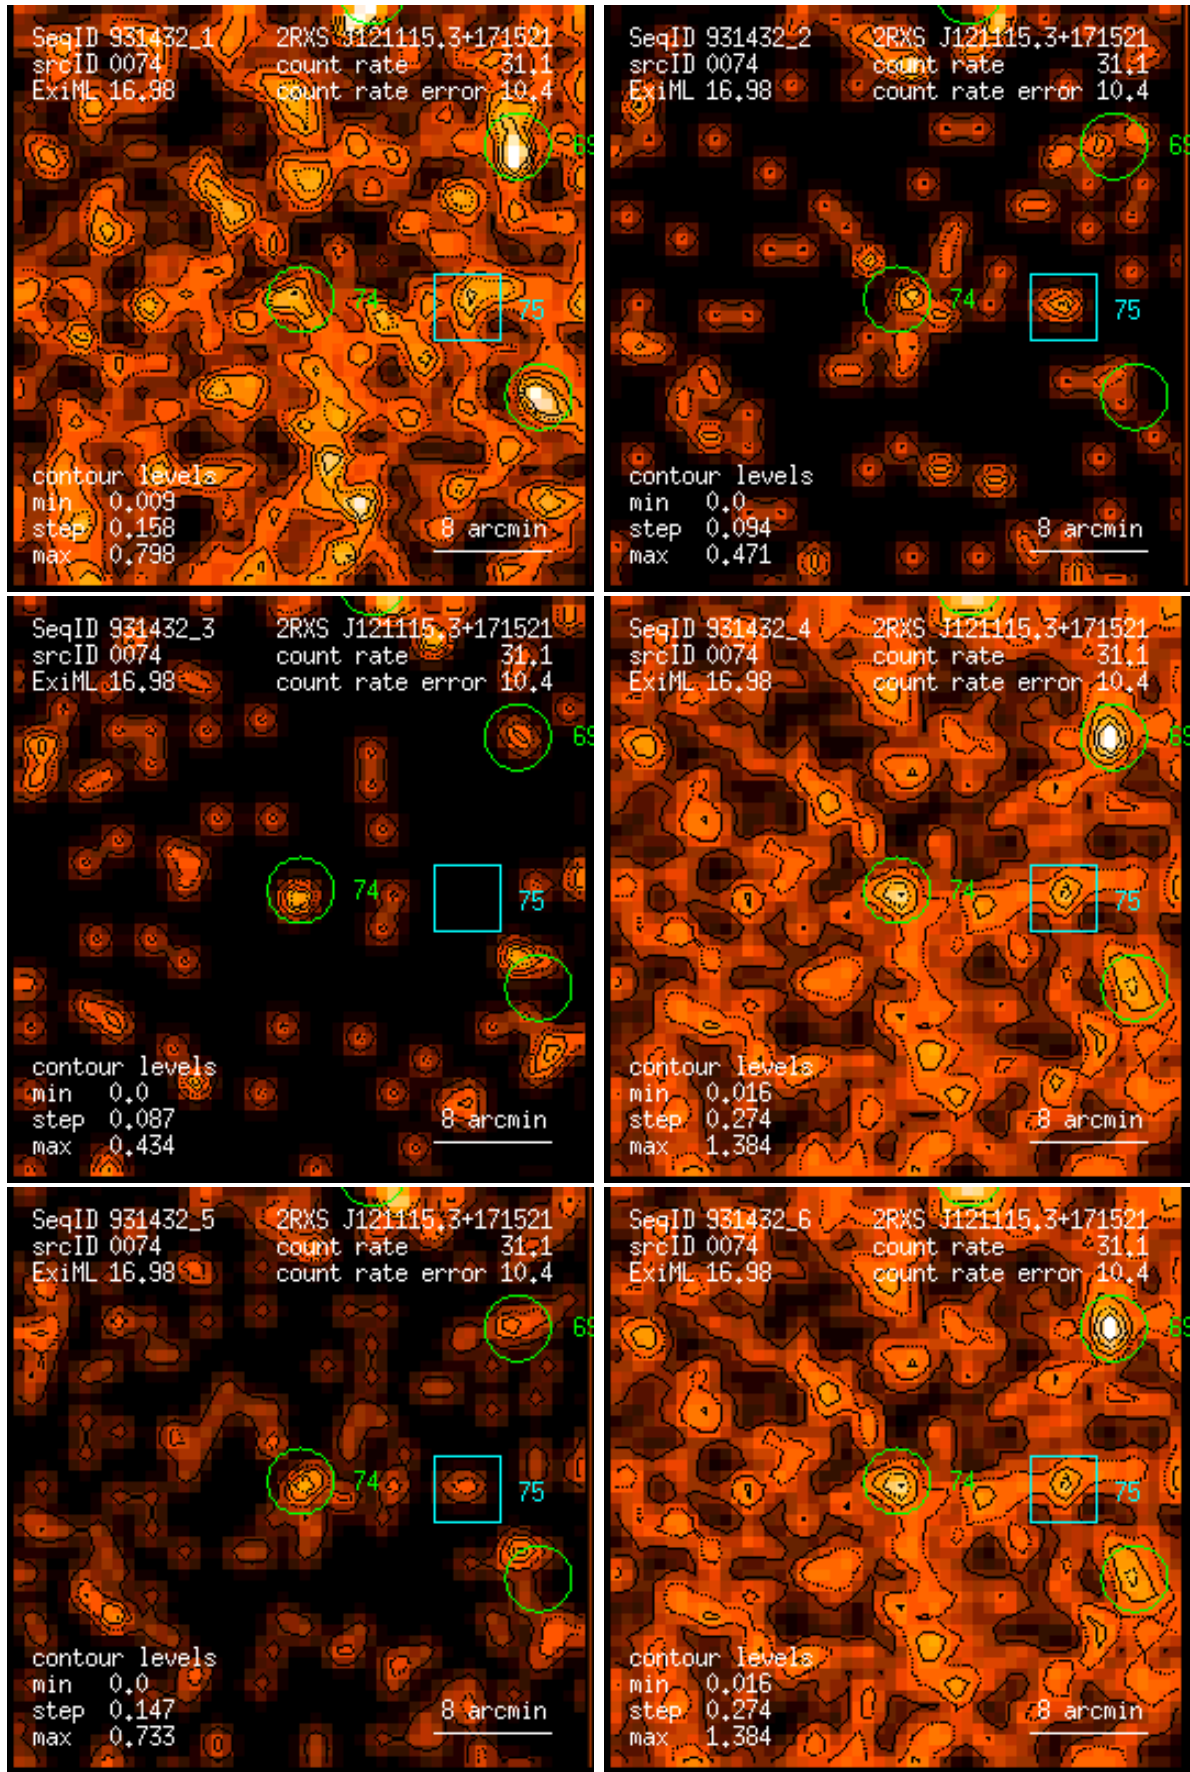 SeqID 931432_1 2RXS J121115.3+171521
srcID 0074 count rate 31.1
ExiML 16.98 count rate error 10.4
69
74
75
contour levels
min 0.009
step 0.158
max 0.798
8 arcmin
SeqID 931432_2 2RXS J121115.3+171521
srcID 0074 count rate 31.1
ExiML 16.98 count rate error 10.4
69
74
75
contour levels
min 0.0
step 0.094
max 0.471
8 arcmin
SeqID 931432_3 2RXS J121115.3+171521
srcID 0074 count rate 31.1
ExiML 16.98 count rate error 10.4
69
74
75
contour levels
min 0.0
step 0.087
max 0.434
8 arcmin
SeqID 931432_4 2RXS J121115.3+171521
srcID 0074 count rate 31.1
ExiML 16.98 count rate error 10.4
69
74
75
contour levels
min 0.016
step 0.274
max 1.384
8 arcmin
SeqID 931432_5 2RXS J121115.3+171521
srcID 0074 count rate 31.1
ExiML 16.98 count rate error 10.4
69
74
75
contour levels
min 0.0
step 0.147
max 0.733
8 arcmin
SeqID 931432_6 2RXS J121115.3+171521
srcID 0074 count rate 31.1
ExiML 16.98 count rate error 10.4
69
74
75
contour levels
min 0.016
step 0.274
max 1.384
8 arcmin